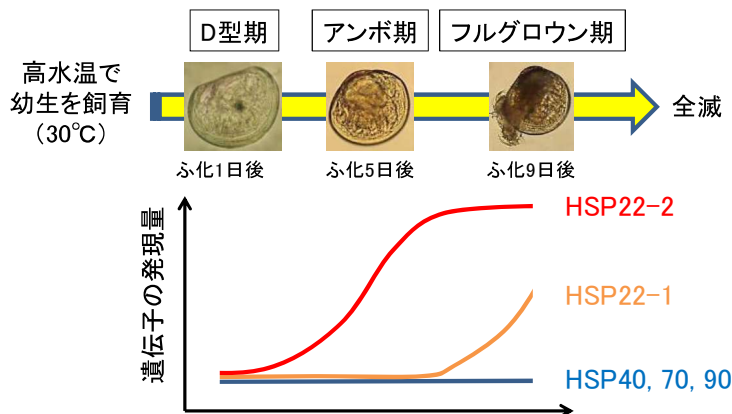 D型期
アンボ期
フルグロウン期
高水温で
幼生を飼育
（30℃）
全滅
ふ化1日後
ふ化5日後
ふ化9日後
遺伝子の発現量
HSP22-2
HSP22-1
HSP40, 70, 90